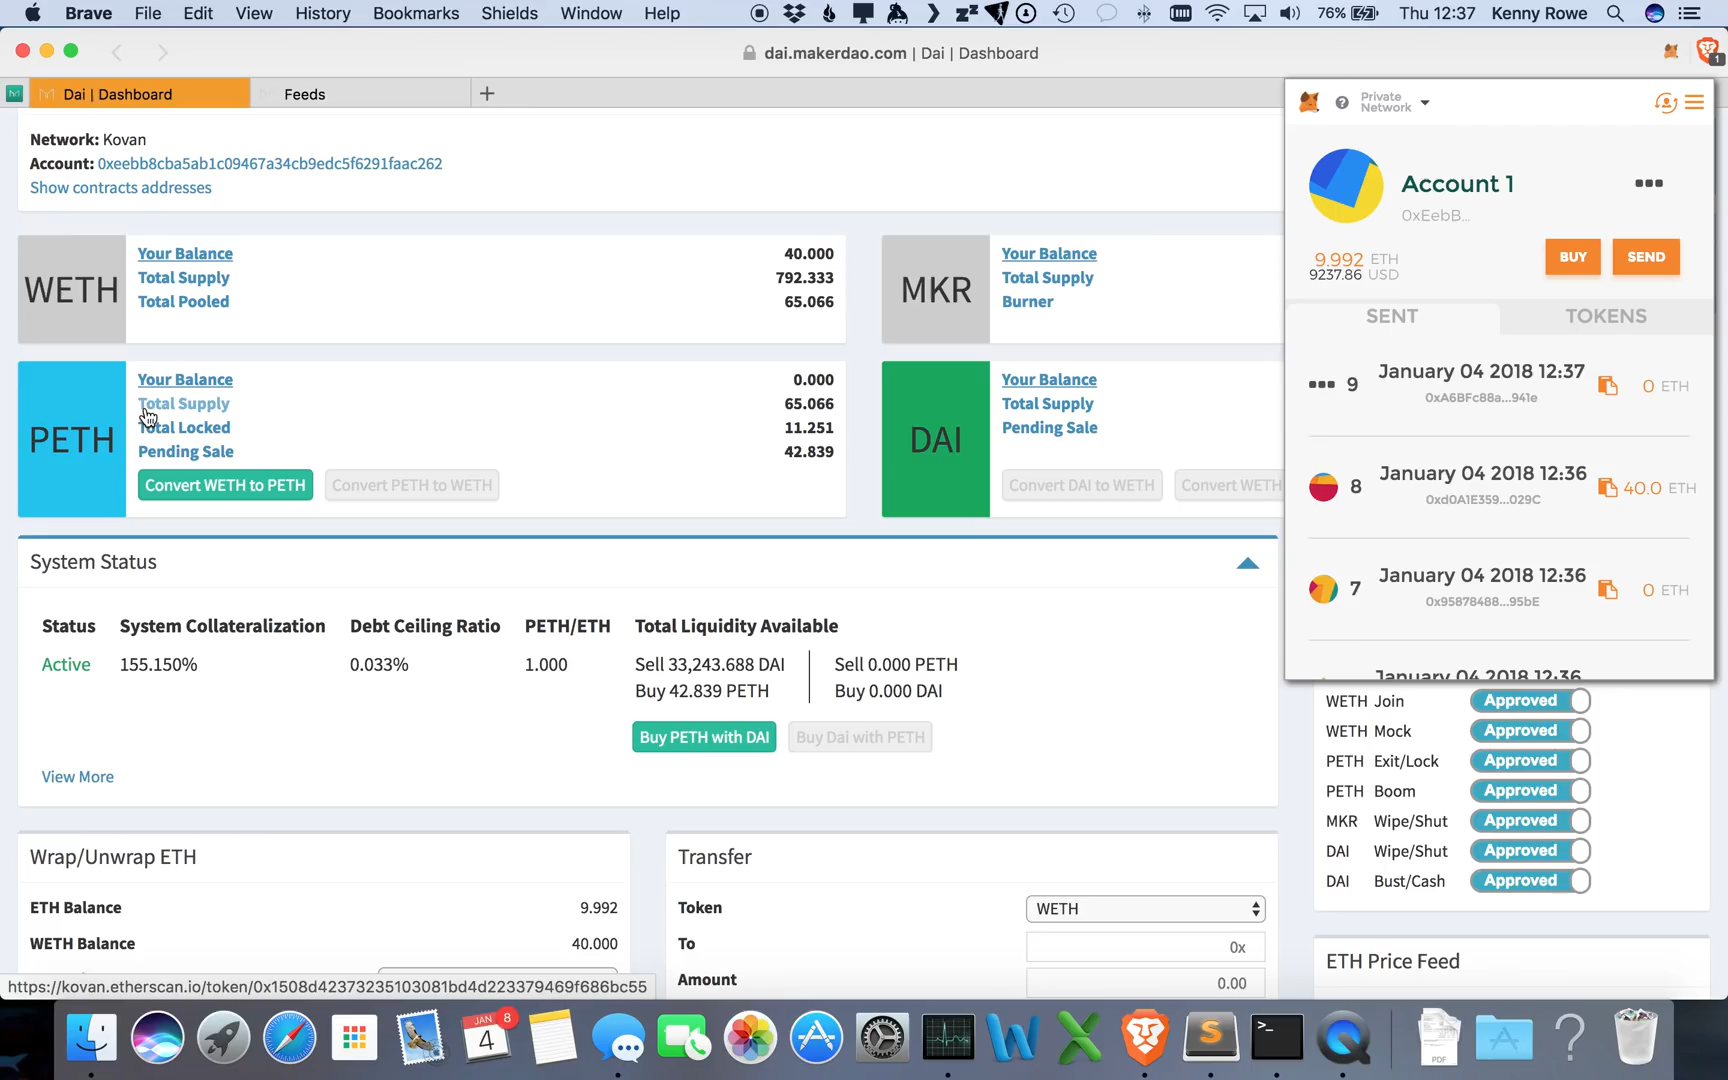 Brave File Edit View History Bookmarks Shields Window Help 76% Thu 12:37 Kenny Rowe
dai.makerdao.com | Dai | Dashboard
1
Dai | Dashboard Feeds
Network: Kovan
Account: 0xeebb8cba5ab1c09467a34cb9edc5f6291faac262
Show contracts addresses
WETH
Your Balance 40.000
Total Supply 792.333
Total Pooled 65.066
MKR
Your Balance
Total Supply
Burner
PETH
Your Balance 0.000
Total Supply 65.066
Total Locked 11.251
Pending Sale 42.839
Convert WETH to PETH Convert PETH to WETH
DAI
Your Balance
Total Supply
Pending Sale
Convert DAI to WETH Convert WETH
System Status
Status System Collateralization Debt Ceiling Ratio PETH/ETH Total Liquidity Available
Active 155.150% 0.033% 1.000 Sell 33,243.688 DAI Sell 0.000 PETH
Buy 42.839 PETH Buy 0.000 DAI
Buy PETH with DAI Buy Dai with PETH
View More
Wrap/Unwrap ETH
ETH Balance 9.992
WETH Balance 40.000
Transfer
Token WETH
To 0x
Amount 0.00
https://kovan.etherscan.io/token/0x1508d42373235103081bd4d223379469f686bc55
Private
Network
Account 1
0xEebB...
9.992 ETH
9237.86 USD
BUY SEND
SENT TOKENS
9 January 04 2018 12:37 0 ETH
0xA6BFc88a...941e
8 January 04 2018 12:36 40.0 ETH
0xd0A1E359...029C
7 January 04 2018 12:36 0 ETH
0x95878488...95bE
January 04 2018 12:36
WETH Join Approved
WETH Mock Approved
PETH Exit/Lock Approved
PETH Boom Approved
MKR Wipe/Shut Approved
DAI Wipe/Shut Approved
DAI Bust/Cash Approved
ETH Price Feed
JAN 8
4
PDF